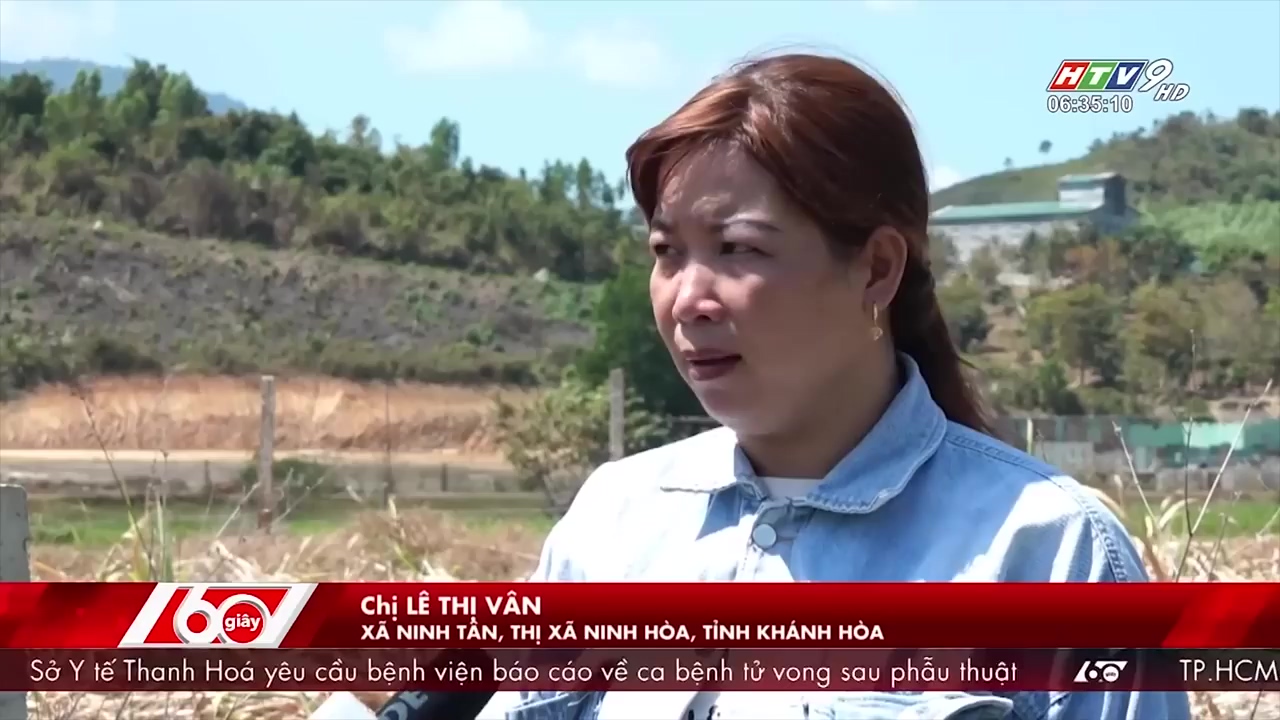 HTV9 HD
06:35:10
60 giây
Chị LÊ THỊ VÂN
XÃ NINH TÂN, THỊ XÃ NINH HÒA, TỈNH KHÁNH HÒA
Sở Y tế Thanh Hoá yêu cầu bệnh viện báo cáo về ca bệnh tử vong sau phẫu thuật
60 giây
TP.HCM